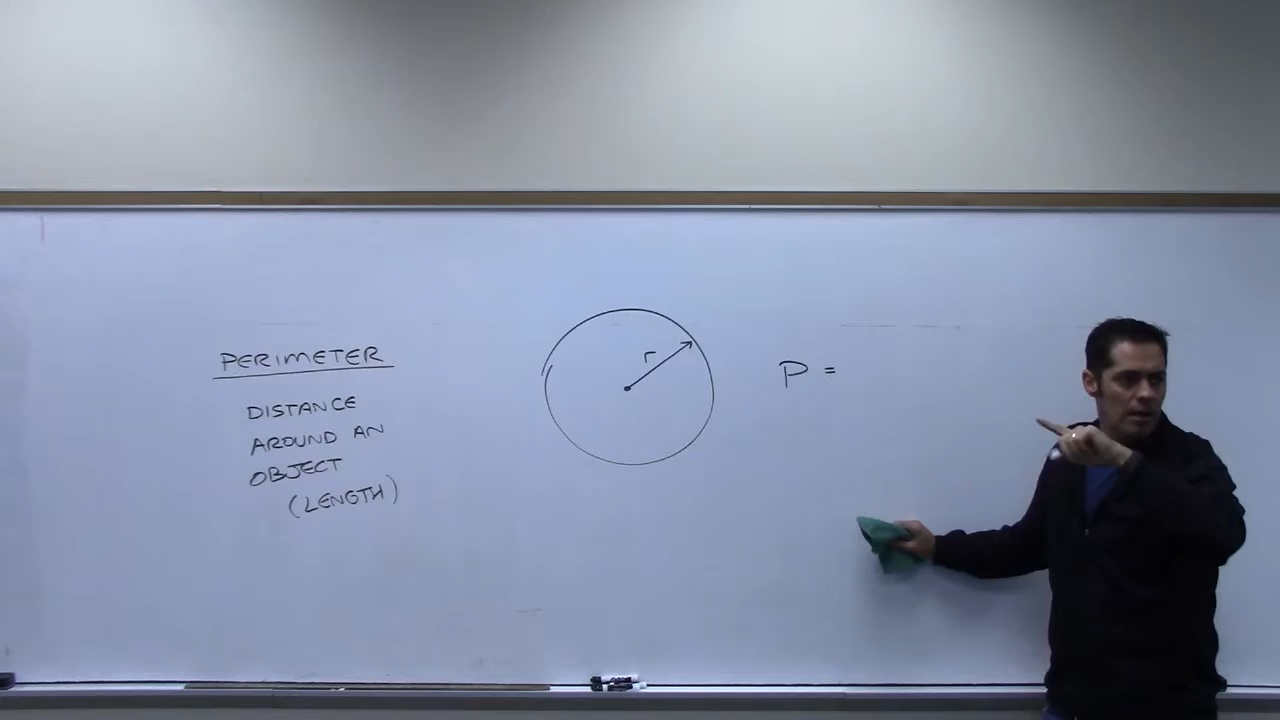 PERIMETER
DISTANCE
AROUND AN
OBJECT
(LENGTH)
r
P =